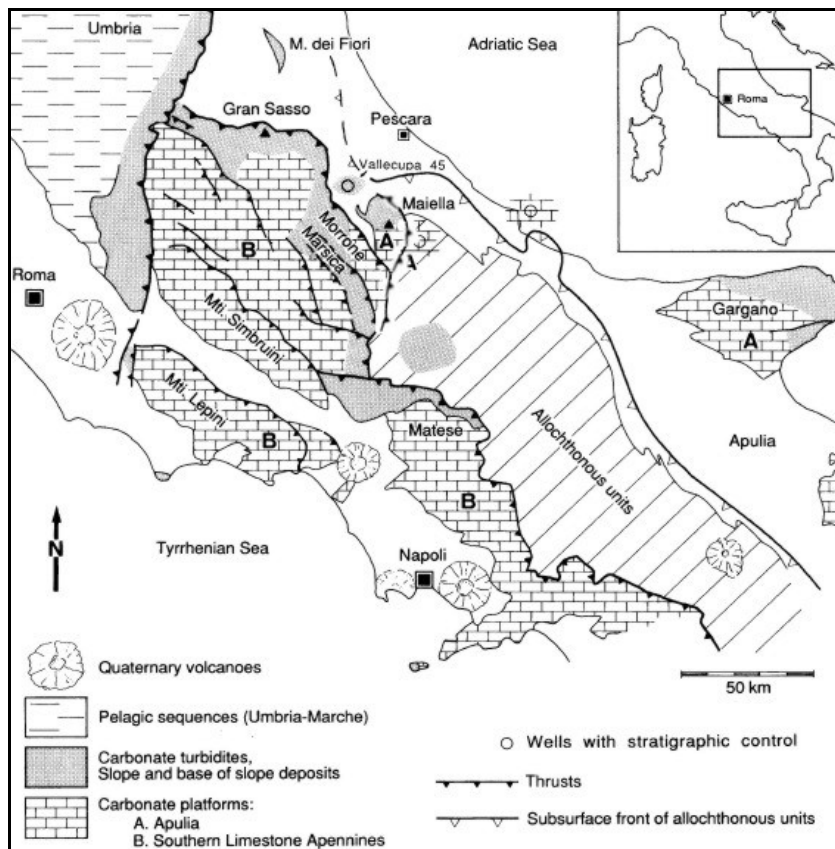 Umbria
M. dei Fiori
Adriatic Sea
Roma
Gran Sasso
Pescara
Vallecupa 45
Maiella
Morrone
Marsica
A
B
Roma
Mti. Simbruini
Gargano
A
Mti. Lepini
B
Matese
Allochthonous units
Apulia
B
N
Tyrrhenian Sea
Napoli
50 km
Quaternary volcanoes
Pelagic sequences (Umbria-Marche)
Carbonate turbidites,
Slope and base of slope deposits
Carbonate platforms:
A. Apulia
B. Southern Limestone Apennines
Wells with stratigraphic control
Thrusts
Subsurface front of allochthonous units